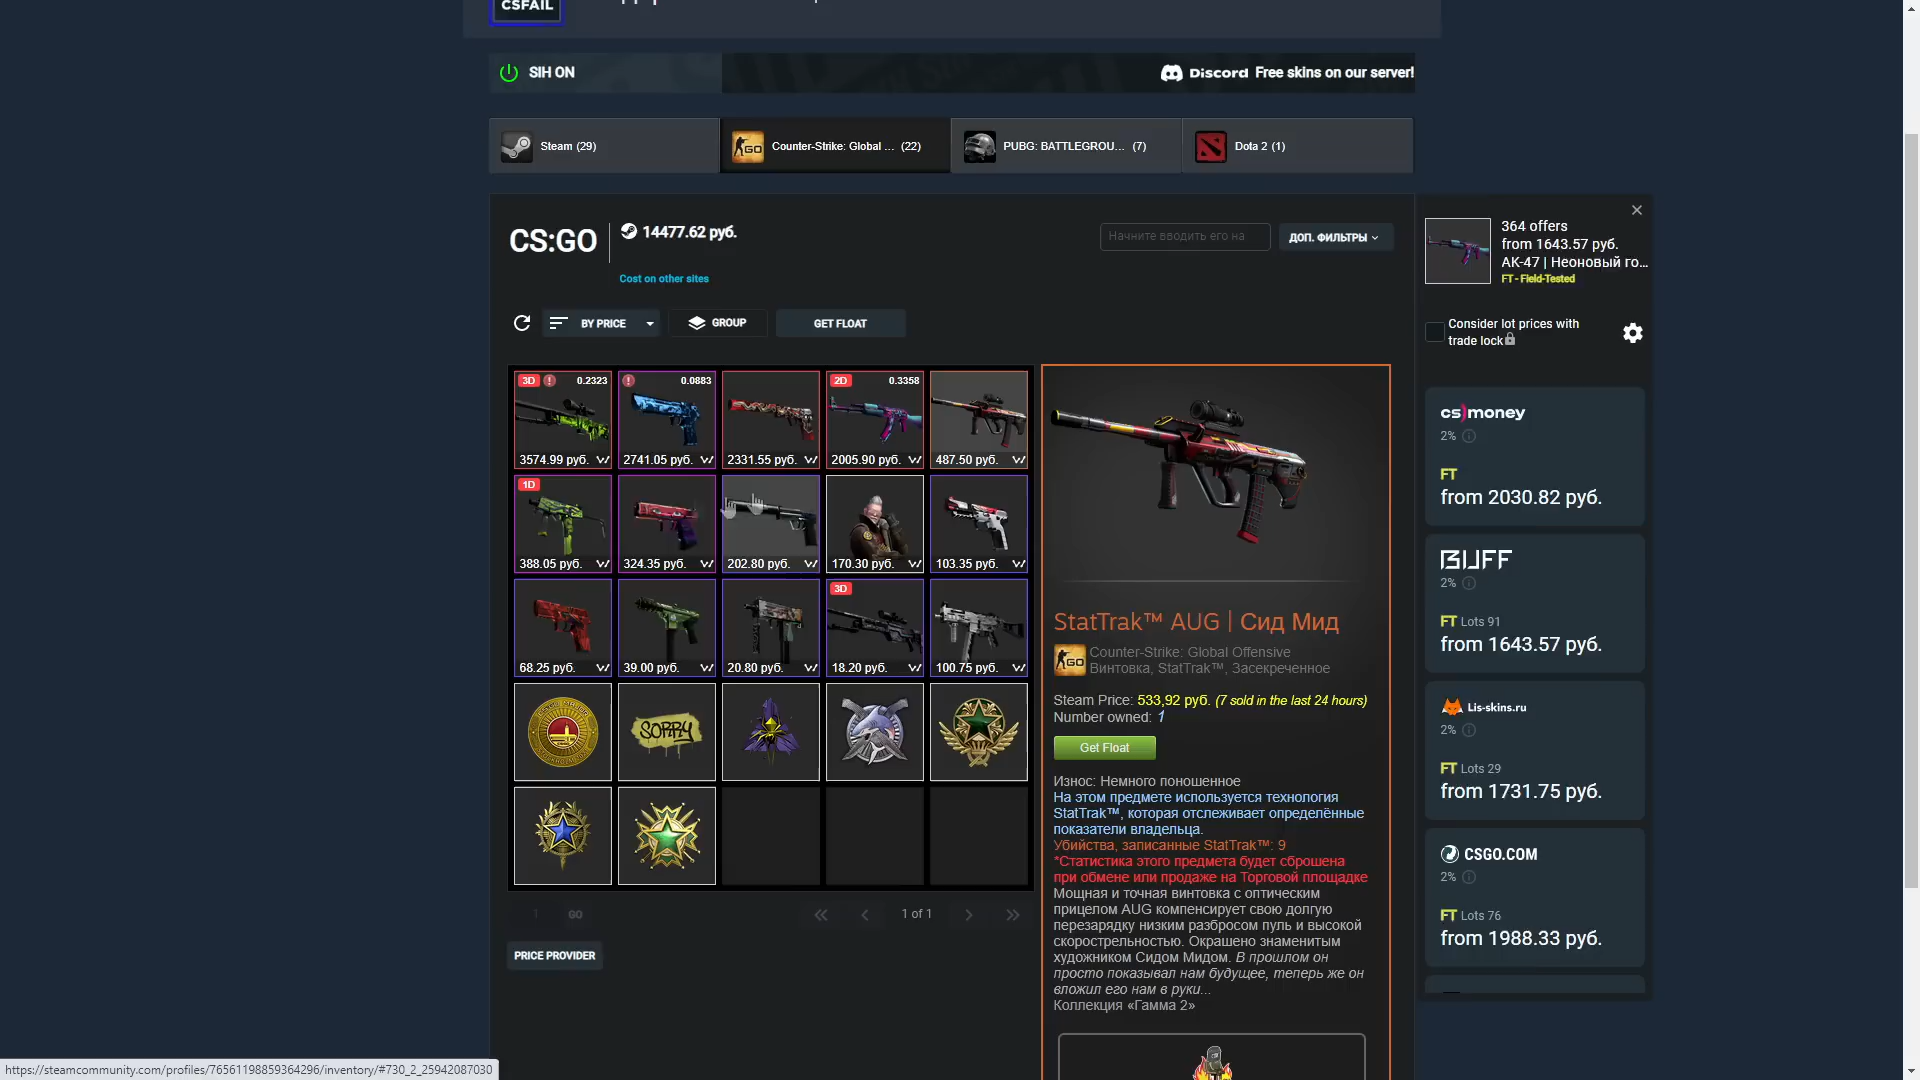 CSFAIL
SIH ON
Discord Free skins on our server!
Steam (29)
Counter-Strike: Global ... (22)
PUBG: BATTLEGROU... (7)
Dota 2 (1)
CS:GO
14477.62 руб.
Cost on other sites
Начните вводить его на
ДОП. ФИЛЬТРЫ
BY PRICE
GROUP
GET FLOAT
3D 0.2323
0.0883
2D 0.3358
3574.99 руб.
2741.05 руб.
2331.55 руб.
2005.90 руб.
487.50 руб.
1D
388.05 руб.
324.35 руб.
202.80 руб.
170.30 руб.
103.35 руб.
3D
68.25 руб.
39.00 руб.
20.80 руб.
18.20 руб.
100.75 руб.
SORRY
1
GO
1 of 1
PRICE PROVIDER
StatTrak™ AUG | Сид Мид
GO
Counter-Strike: Global Offensive
Винтовка, StatTrak™, Засекреченное
Steam Price: 533,92 руб. (7 sold in the last 24 hours)
Number owned: 1
Get Float
Износ: Немного поношенное
На этом предмете используется технология
StatTrak™, которая отслеживает определённые
показатели владельца.
Убийства, записанные StatTrak™: 9
*Статистика этого предмета будет сброшена
при обмене или продаже на Торговой площадке
Мощная и точная винтовка с оптическим
прицелом AUG компенсирует свою долгую
перезарядку низким разбросом пуль и высокой
скорострельностью. Окрашено знаменитым
художником Сидом Мидом. В прошлом он
просто показывал нам будущее, теперь же он
вложил его нам в руки...
Коллекция «Гамма 2»
364 offers
from 1643.57 руб.
AK-47 | Неоновый го...
FT - Field-Tested
Consider lot prices with
trade lock
cs)money
2%
FT
from 2030.82 руб.
BUFF
2%
FT Lots 91
from 1643.57 руб.
Lis-skins.ru
2%
FT Lots 29
from 1731.75 руб.
CSGO.COM
2%
FT Lots 76
from 1988.33 руб.
https://steamcommunity.com/profiles/76561198859364296/inventory/#730_2_25942087030